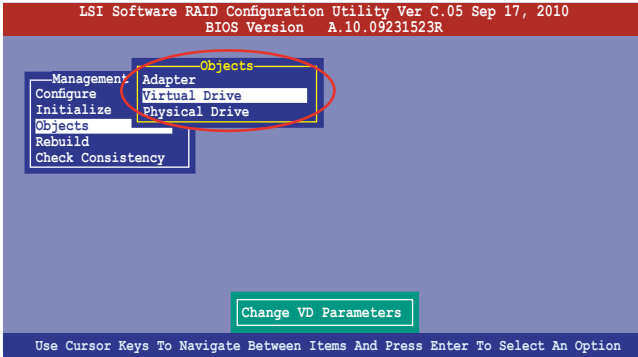 LSI Software RAID Configuration Utility Ver C.05 Sep 17, 2010
BIOS Version A.10.09231523R
Management
Configure
Initialize
Objects
Rebuild
Check Consistency
Objects
Adapter
Virtual Drive
Physical Drive
Change VD Parameters
Use Cursor Keys To Navigate Between Items And Press Enter To Select An Option